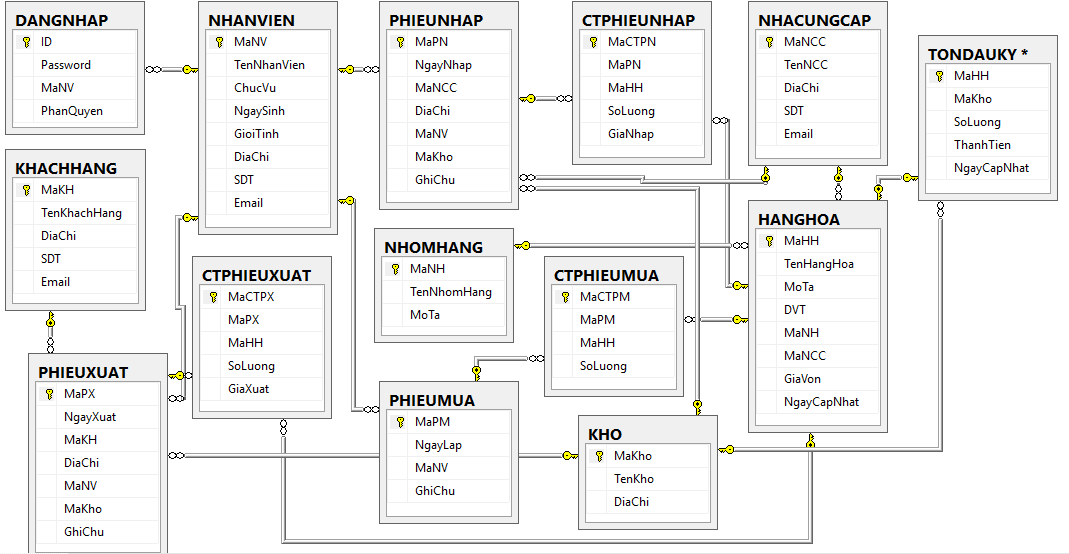 DANGNHAP
ID
Password
MaNV
PhanQuyen
NHANVIEN
MaNV
TenNhanVien
ChucVu
NgaySinh
GioiTinh
DiaChi
SDT
Email
PHIEUNHAP
MaPN
NgayNhap
MaNCC
DiaChi
MaNV
MaKho
GhiChu
CTPHIEUNHAP
MaCTPN
MaPN
MaHH
SoLuong
GiaNhap
NHACUNGCAP
MaNCC
TenNCC
DiaChi
SDT
Email
TONDAUKY *
MaHH
MaKho
SoLuong
ThanhTien
NgayCapNhat
KHACHHANG
MaKH
TenKhachHang
DiaChi
SDT
Email
CTPHIEUXUAT
MaCTPX
MaPX
MaHH
SoLuong
GiaXuat
NHOMHANG
MaNH
TenNhomHang
MoTa
CTPHIEUMUA
MaCTPM
MaPM
MaHH
SoLuong
HANGHOA
MaHH
TenHangHoa
MoTa
DVT
MaNH
MaNCC
GiaVon
NgayCapNhat
PHIEUXUAT
MaPX
NgayXuat
MaKH
DiaChi
MaNV
MaKho
GhiChu
PHIEUMUA
MaPM
NgayLap
MaNV
GhiChu
KHO
MaKho
TenKho
DiaChi